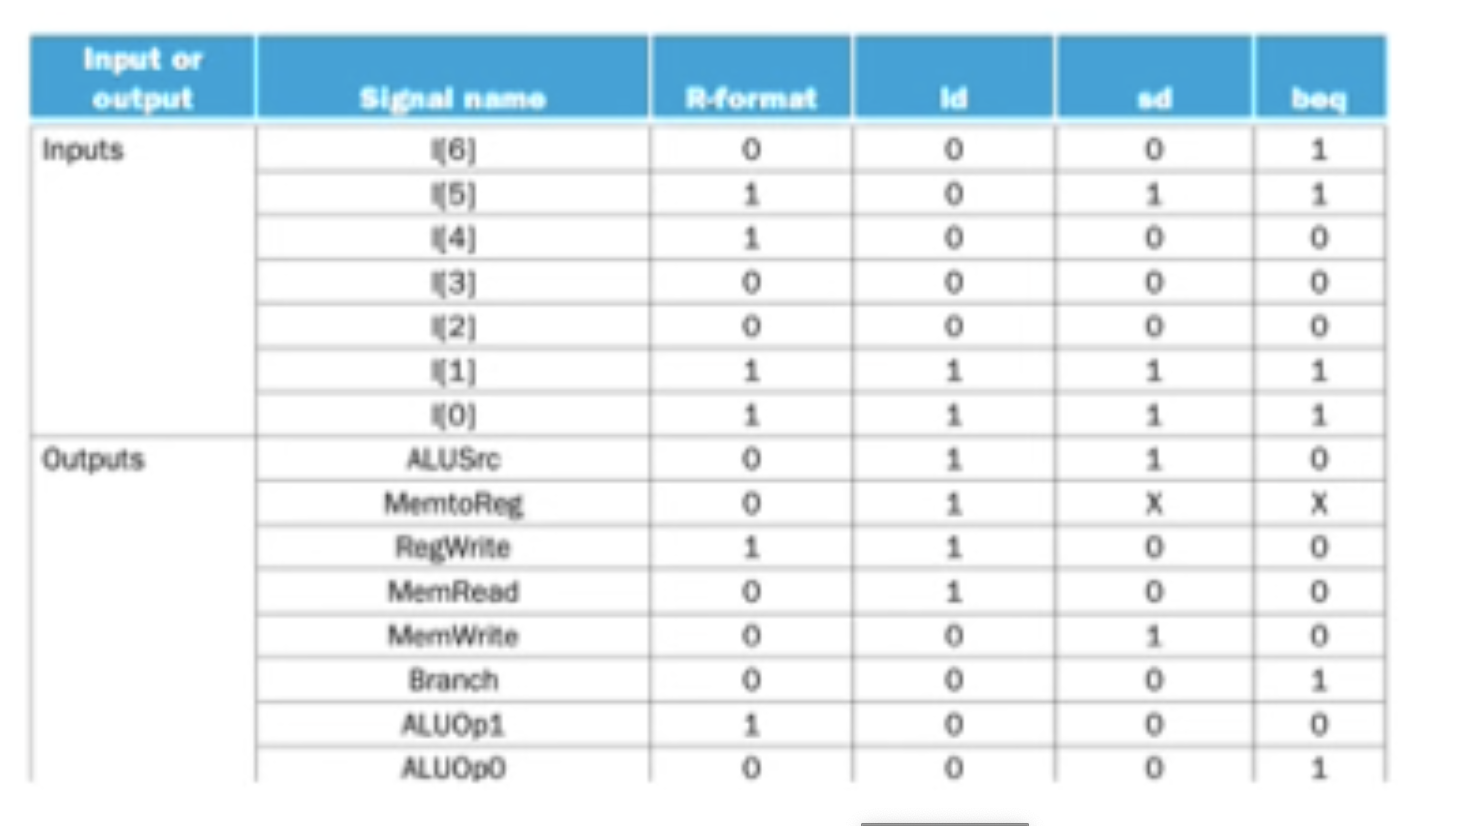 Input or output Signal name R-format ld sd beq
Inputs I[6] 0 0 0 1
I[5] 1 0 1 1
I[4] 1 0 0 0
I[3] 0 0 0 0
I[2] 0 0 0 0
I[1] 1 1 1 1
I[0] 1 1 1 1
Outputs ALUSrc 0 1 1 0
MemtoReg 0 1 X X
RegWrite 1 1 0 0
MemRead 0 1 0 0
MemWrite 0 0 1 0
Branch 0 0 0 1
ALUOp1 1 0 0 0
ALUOp0 0 0 0 1